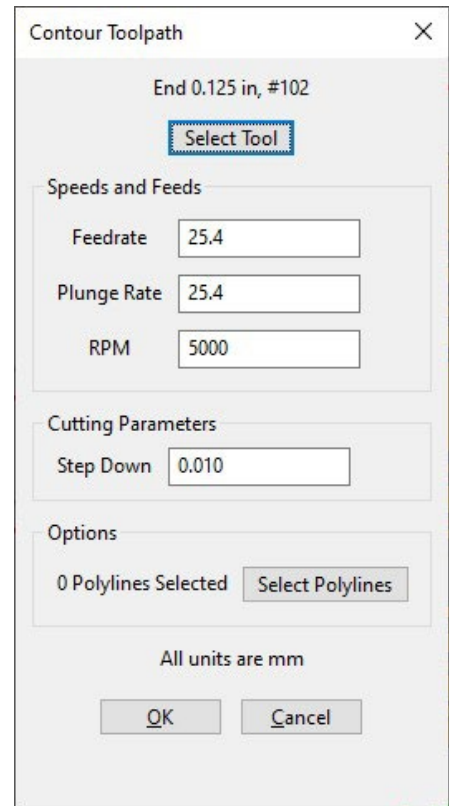 Contour Toolpath
End 0.125 in, #102
Select Tool
Speeds and Feeds
Feedrate 25.4
Plunge Rate 25.4
RPM 5000
Cutting Parameters
Step Down 0.010
Options
0 Polylines Selected Select Polylines
All units are mm
OK Cancel